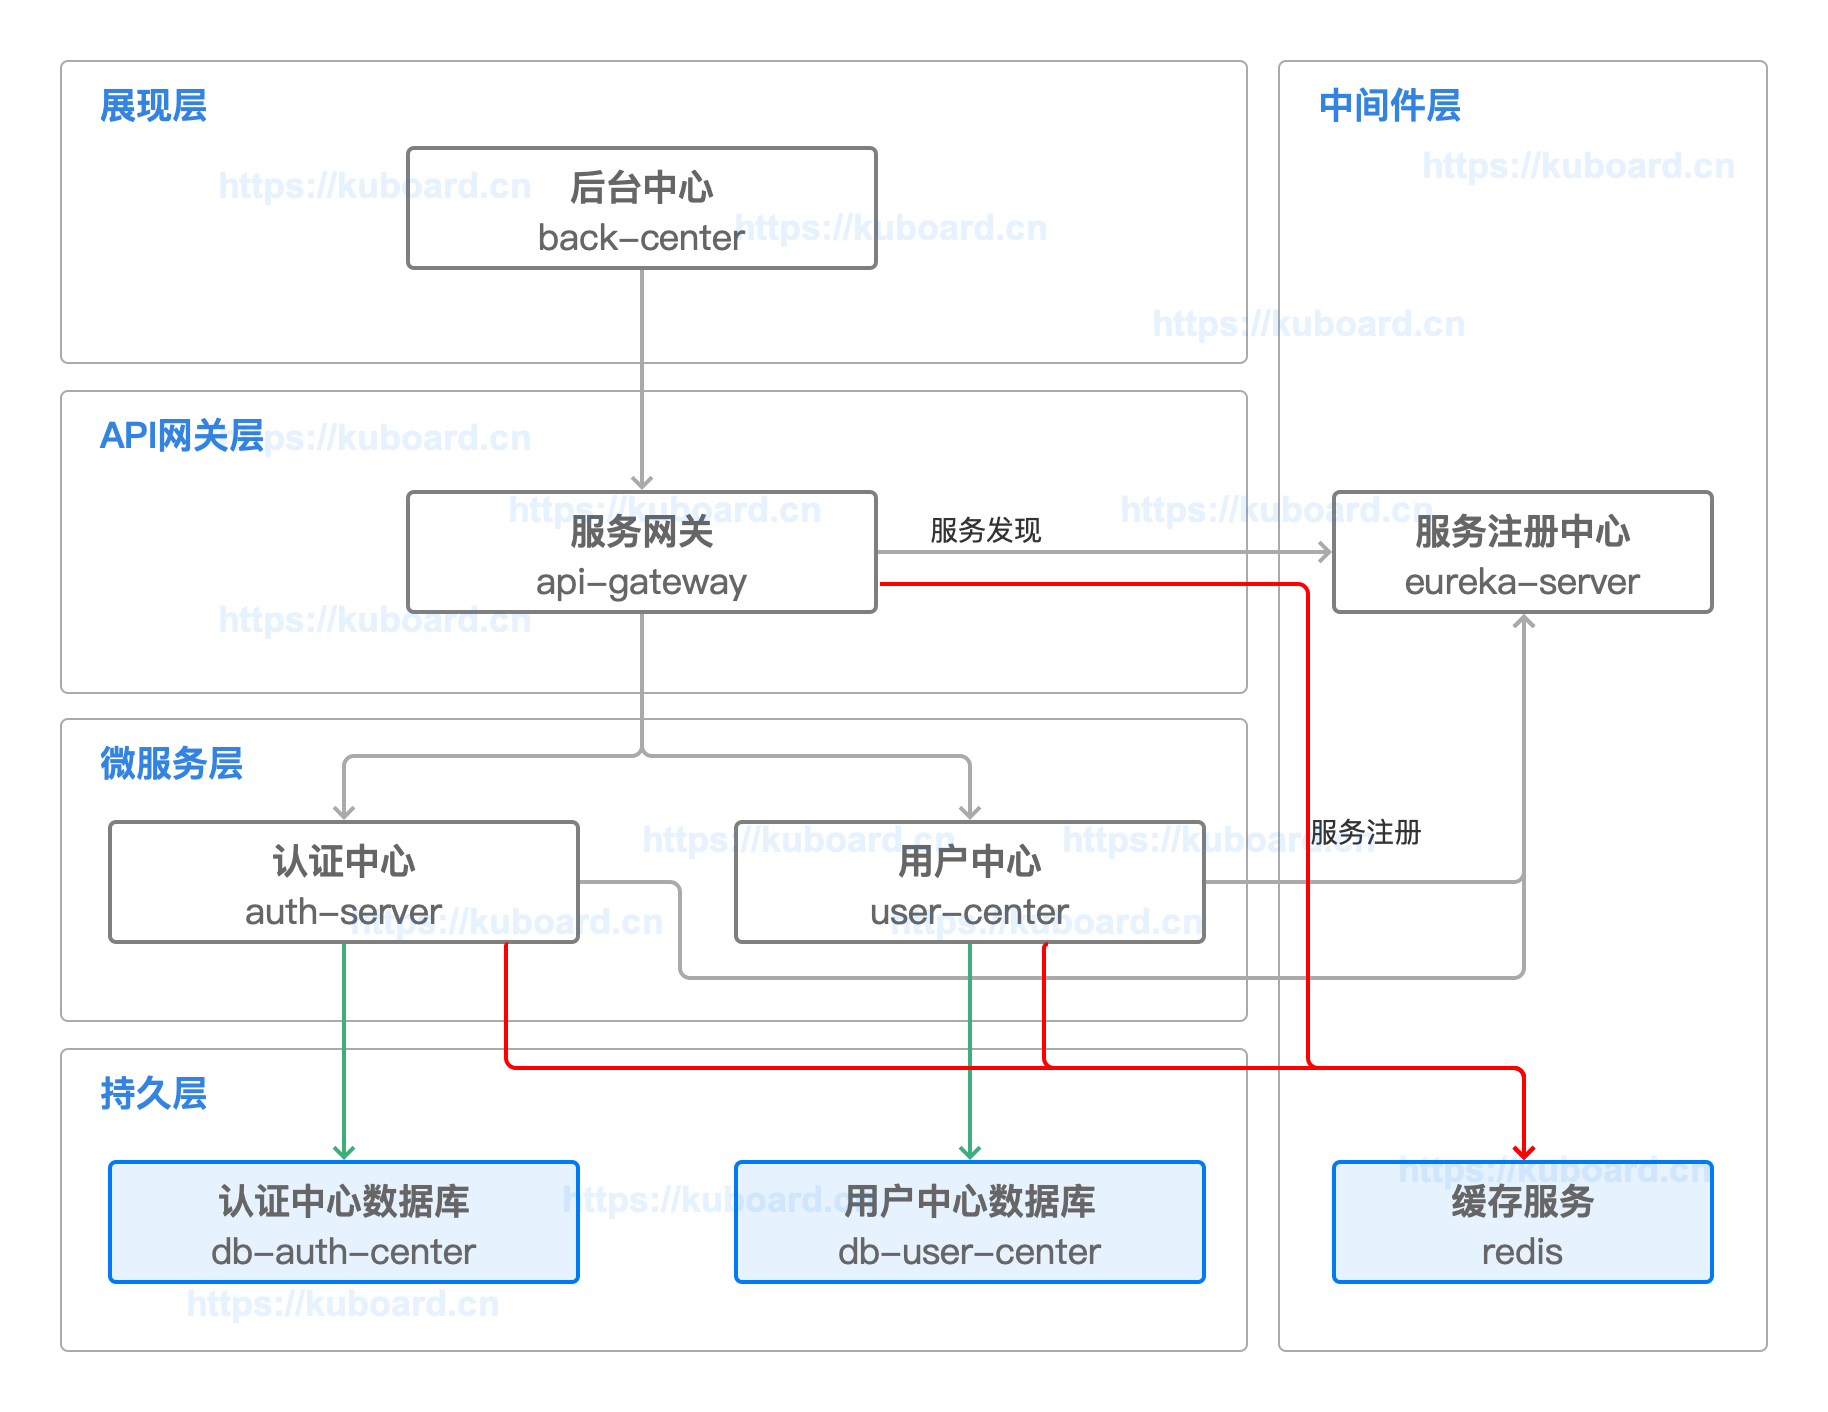 展现层
中间件层
https://kuboard.cn
后台中心
https://kuboard.cn
https://kuboard.cn
back-center
https://kuboard.cn
API网关层
https://kuboard.cn
https://kuboard.cn
https://kuboard.cn
服务网关
服务发现
服务注册中心
api-gateway
eureka-server
https://kuboard.cn
微服务层
https://kuboard.cn
https://kuboard.cn
服务注册
认证中心
用户中心
auth-server
https://kuboard.cn
user-center
https://kuboard.cn
持久层
https://kuboard.cn
认证中心数据库
https://kuboard.cn
用户中心数据库
缓存服务
db-auth-center
db-user-center
redis
https://kuboard.cn